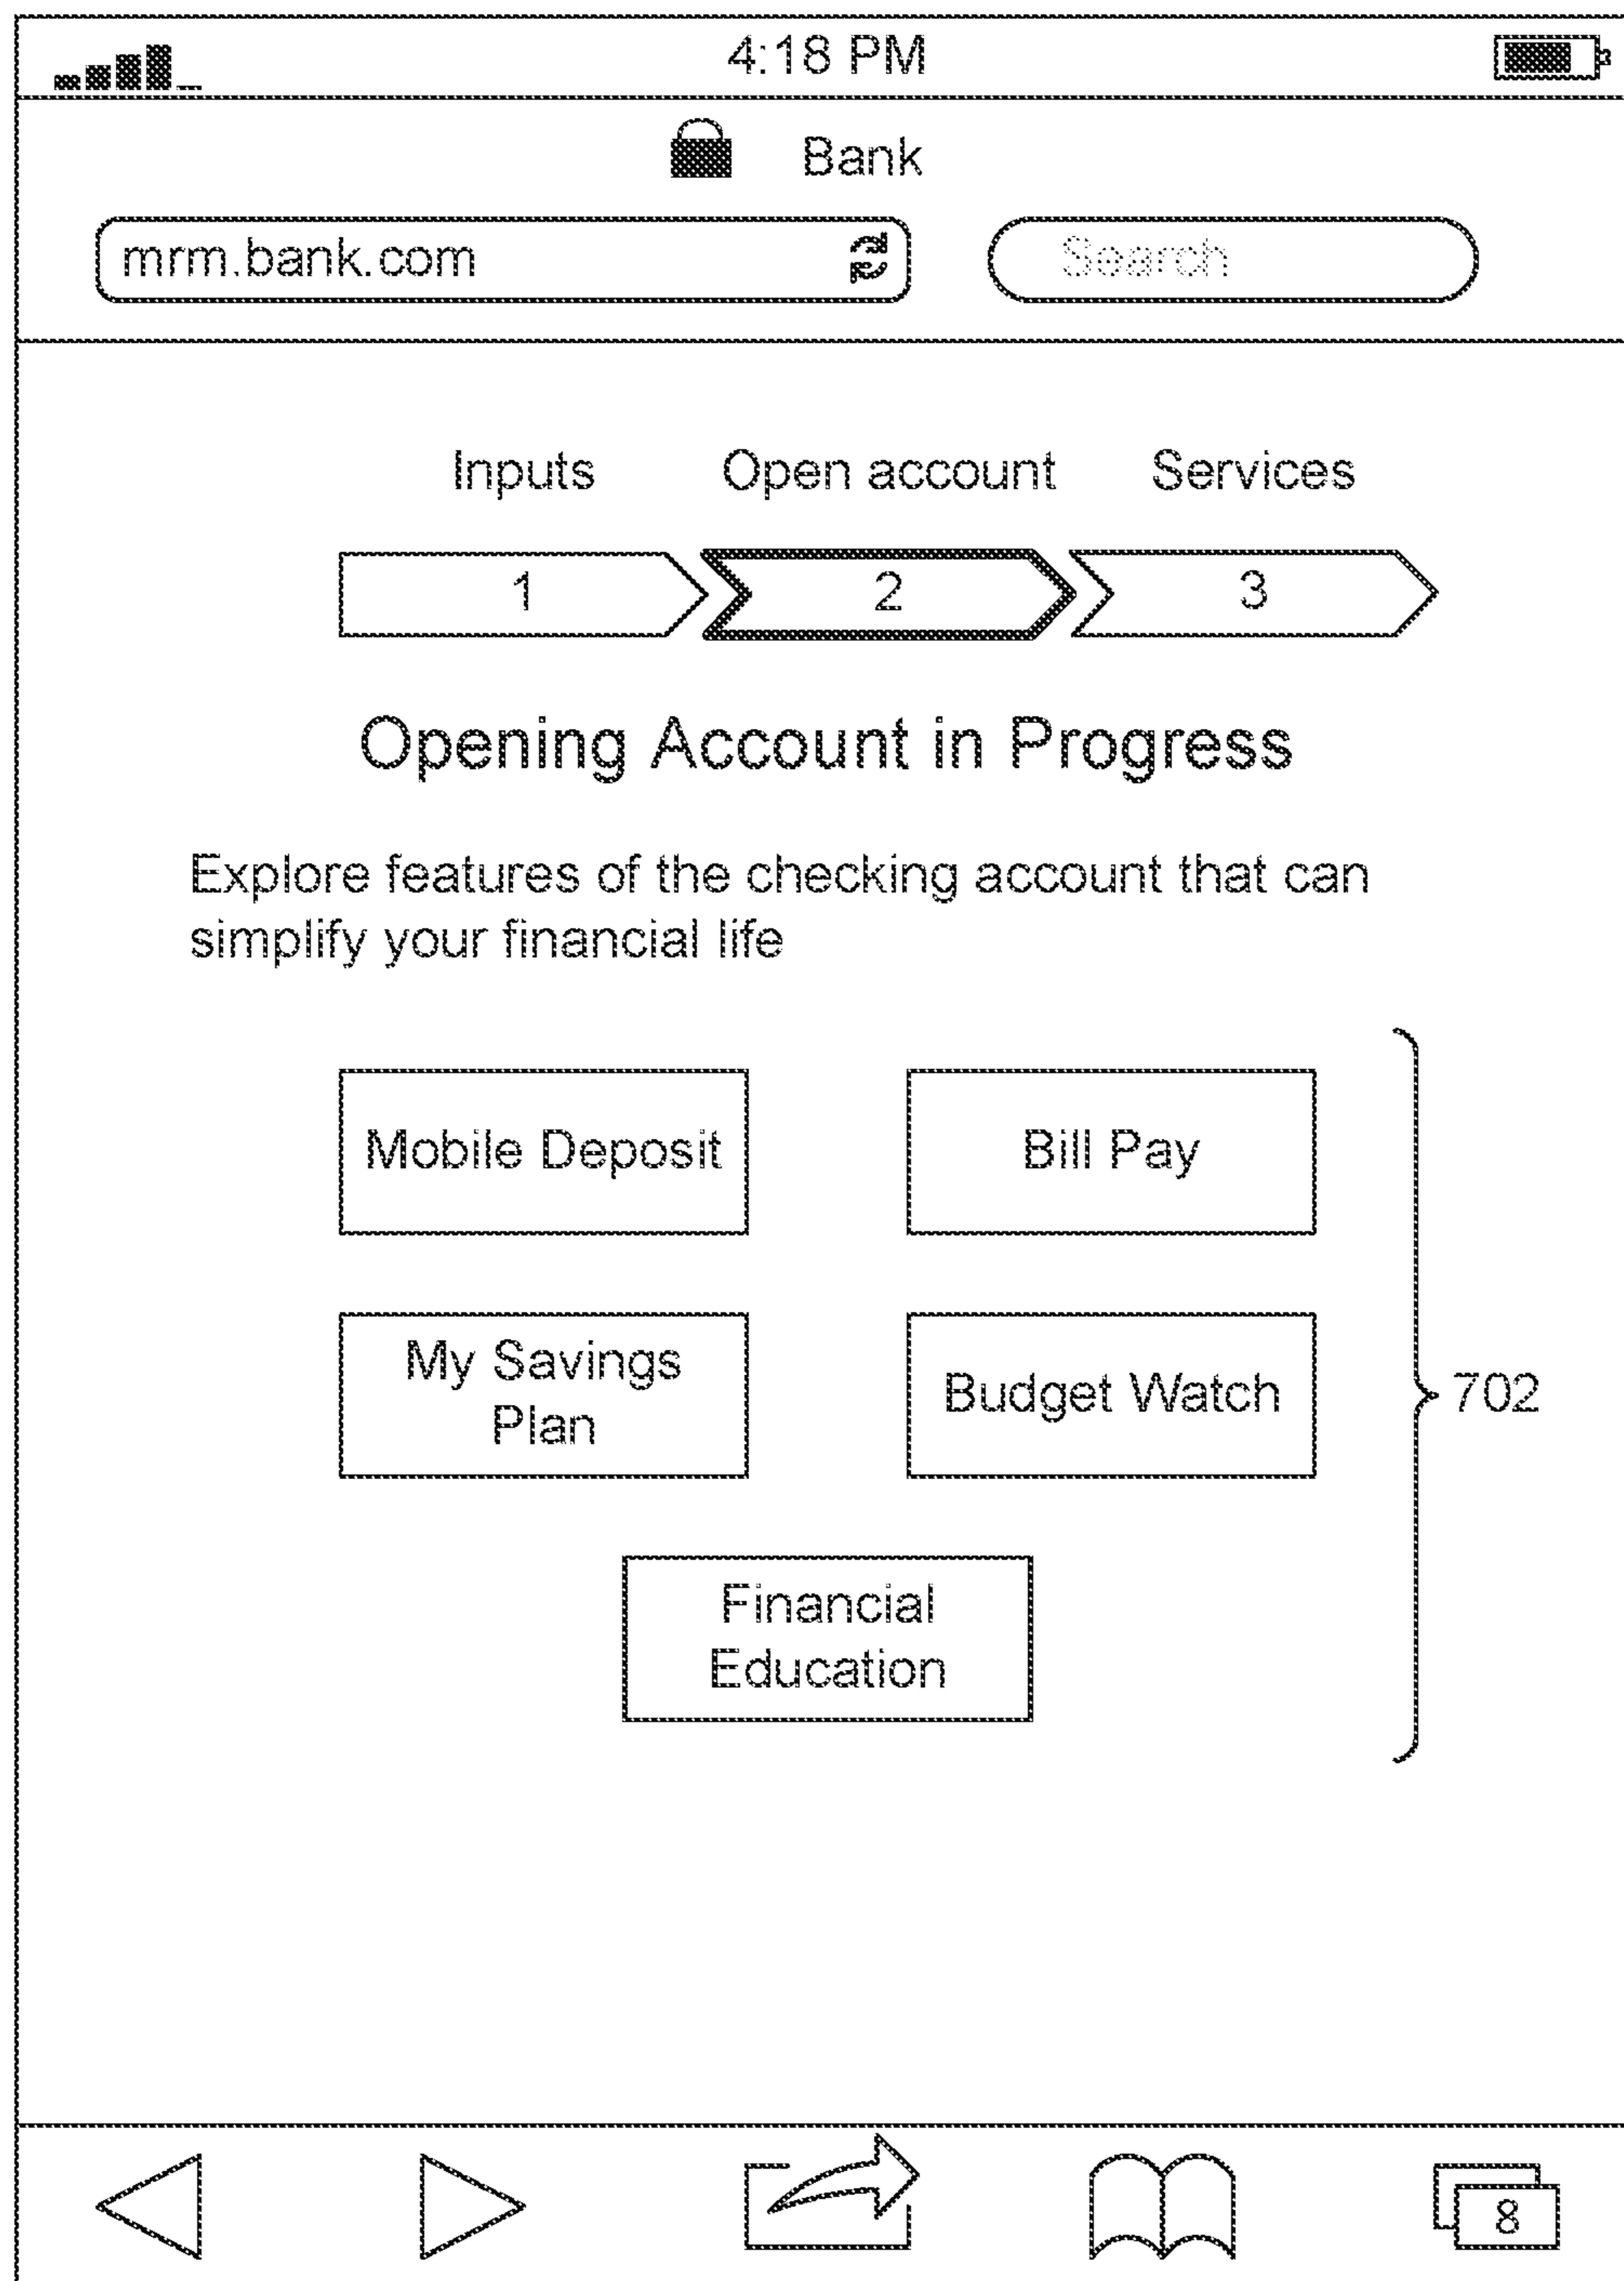 4:18 PM
Bank
mrm.bank.com
Search
Inputs Open account Services
1 2 3
Opening Account in Progress
Explore features of the checking account that can
simplify your financial life
Mobile Deposit
Bill Pay
My Savings
Plan
Budget Watch
702
Financial
Education
8